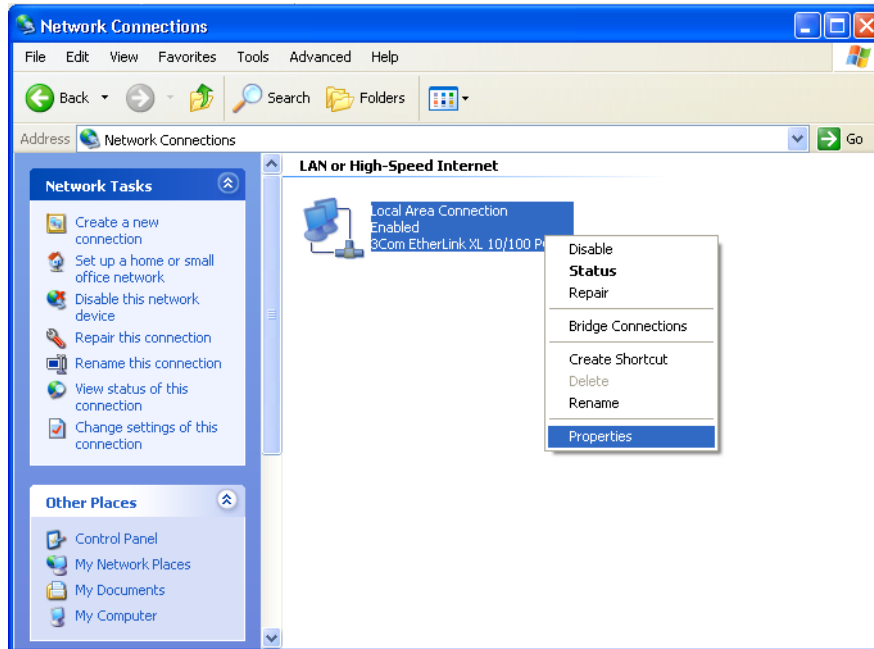 Network Connections
File Edit View Favorites Tools Advanced Help
Back Search Folders
Address Network Connections Go
Network Tasks
Create a new
connection
Set up a home or small
office network
Disable this network
device
Repair this connection
Rename this connection
View status of this
connection
Change settings of this
connection
Other Places
Control Panel
My Network Places
My Documents
My Computer
LAN or High-Speed Internet
Local Area Connection
Enabled
3Com EtherLink XL 10/100
Disable
Status
Repair
Bridge Connections
Create Shortcut
Delete
Rename
Properties